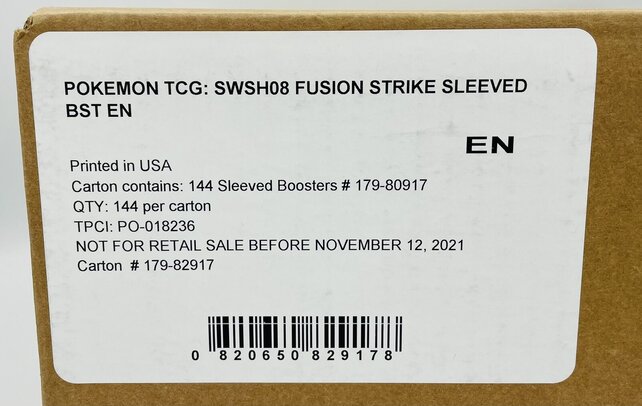 POKEMON TCG: SWSH08 FUSION STRIKE SLEEVED
BST EN
EN
Printed in USA
Carton contains: 144 Sleeved Boosters # 179-80917
QTY: 144 per carton
TPCI: PO-018236
NOT FOR RETAIL SALE BEFORE NOVEMBER 12, 2021
Carton # 179-82917
0 820650 829178